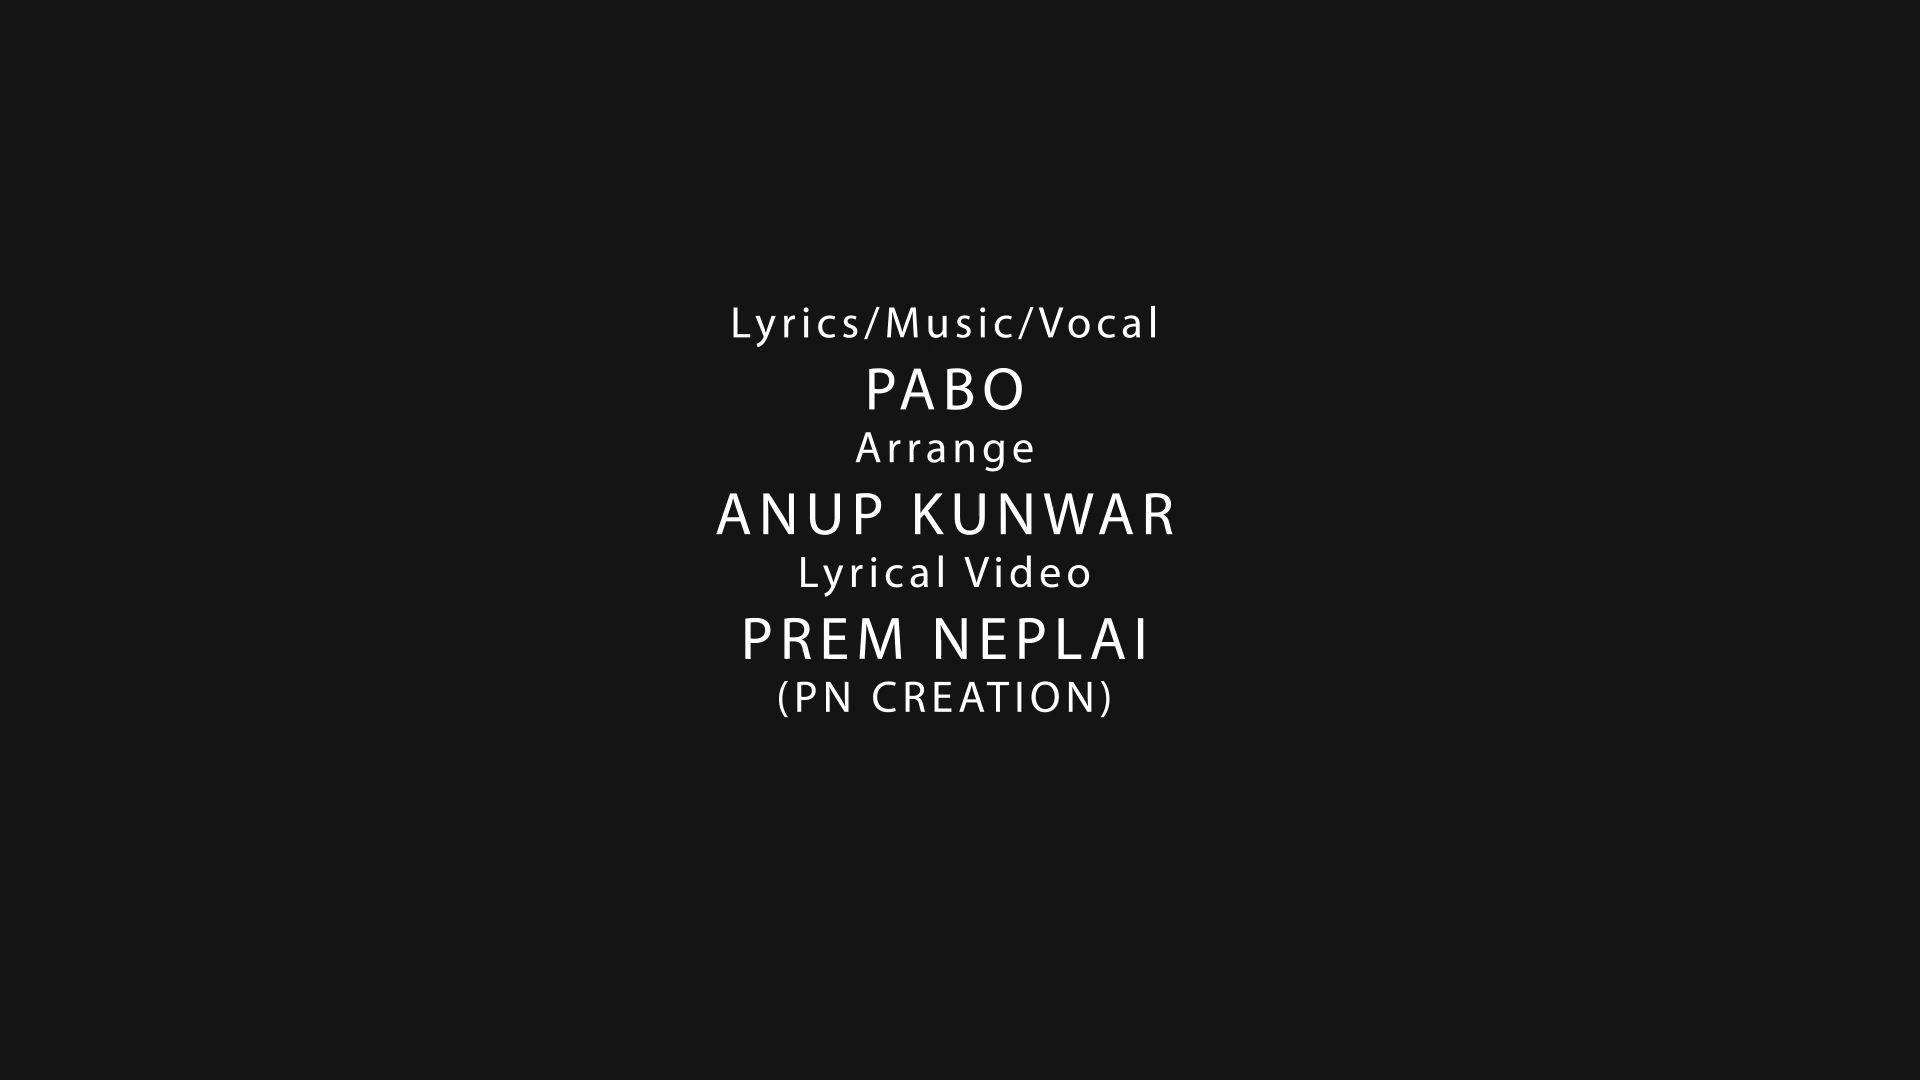 Lyrics/Music/Vocal
PABO
Arrange
ANUP KUNWAR
Lyrical Video
PREM NEPLAI
(PN CREATION)